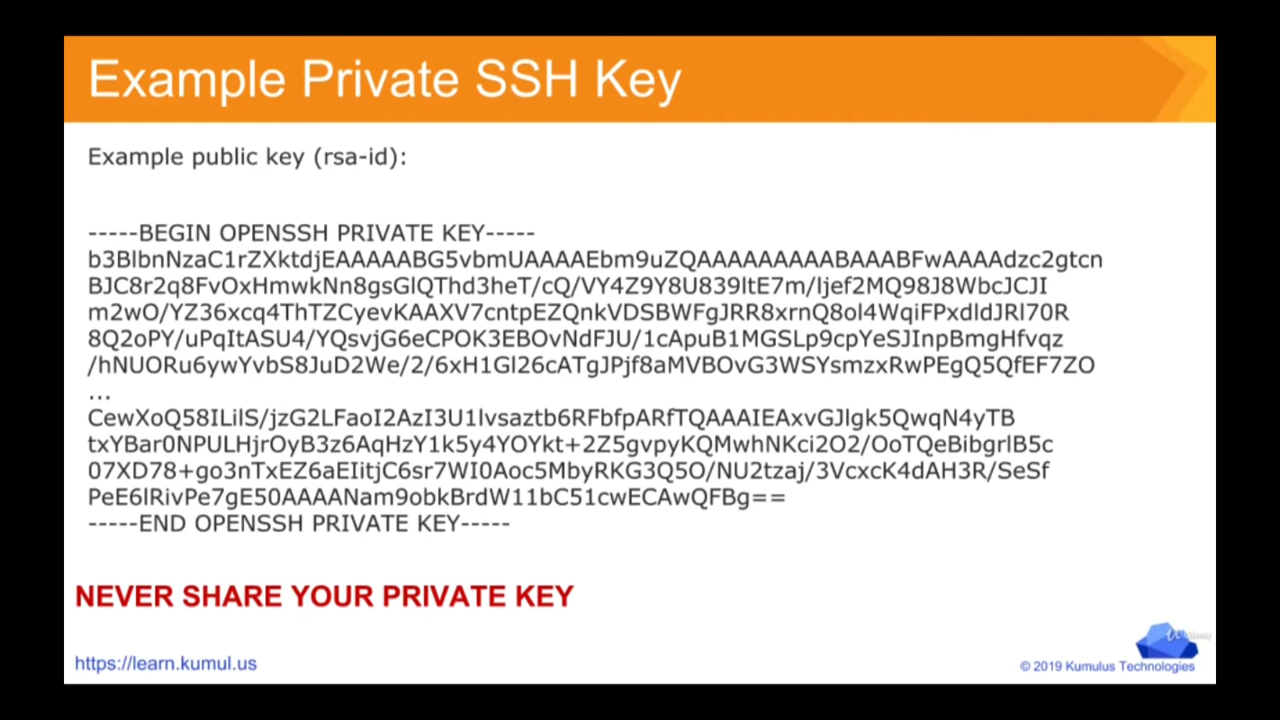 Example Private SSH Key
Example public key (rsa-id):
-----BEGIN OPENSSH PRIVATE KEY-----
b3BlbnNzaC1rZXktdjEAAAAABG5vbmUAAAAEbm9uZQAAAAAAAAABAAABFwAAAAdzc2gtcn
BJC8r2q8FvOxHmwkNn8gsGlQThd3heT/cQ/VY4Z9Y8U839ltE7m/ljef2MQ98J8WbcJCJI
m2wO/YZ36xcq4ThTZCyevKAAXV7cntpEZQnkVDSBWFgJRR8xrnQ8ol4WqiFPxdldJRl70R
8Q2oPY/uPqItASU4/YQsvjG6eCPOK3EBOvNdFJU/1cApuB1MGSLp9cpYeSJInpBmgHfvqz
/hNUORu6ywYvbS8JuD2We/2/6xH1Gl26cATgJPjf8aMVBOvG3WSYsmzxRwPEgQ5QfEF7ZO
...
CewXoQ58ILilS/jzG2LFaoI2AzI3U1lvsaztb6RFbfpARfTQAAAIEAxvGJlgk5QwqN4yTB
txYBar0NPULHjrOyB3z6AqHzY1k5y4YOYkt+2Z5gvpyKQMwhNKci2O2/OoTQeBibgrlB5c
07XD78+go3nTxEZ6aEIitjC6sr7WI0Aoc5MbyRKG3Q5O/NU2tzaj/3VcxcK4dAH3R/SeSf
PeE6lRivPe7gE50AAAANam9obkBrdW11bC51cwECAwQFBg==
-----END OPENSSH PRIVATE KEY-----
NEVER SHARE YOUR PRIVATE KEY
https://learn.kumul.us
© 2019 Kumulus Technologies